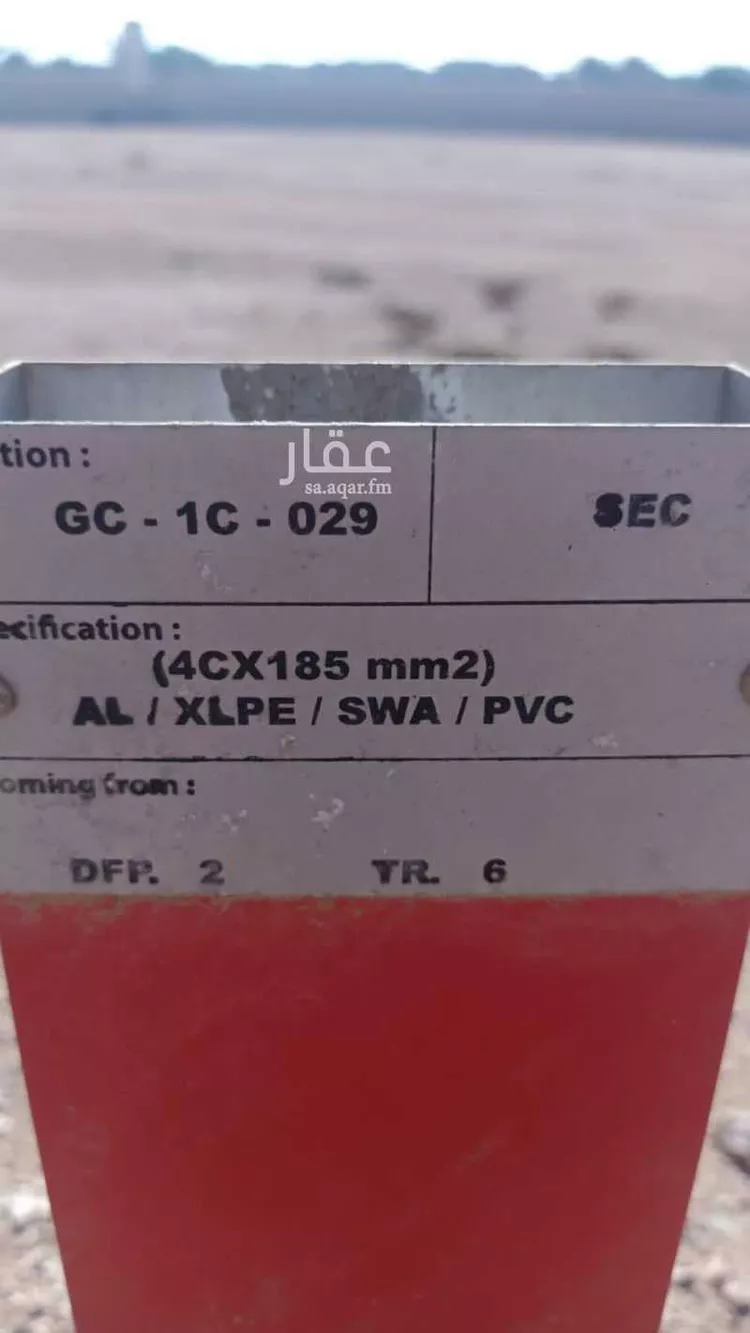 tion :
عقار
sa.aqar.fm
GC - 1C - 029
SEC
ecification :
(4CX185 mm2)
AL / XLPE / SWA / PVC
oming from :
DFP. 2 TR. 6